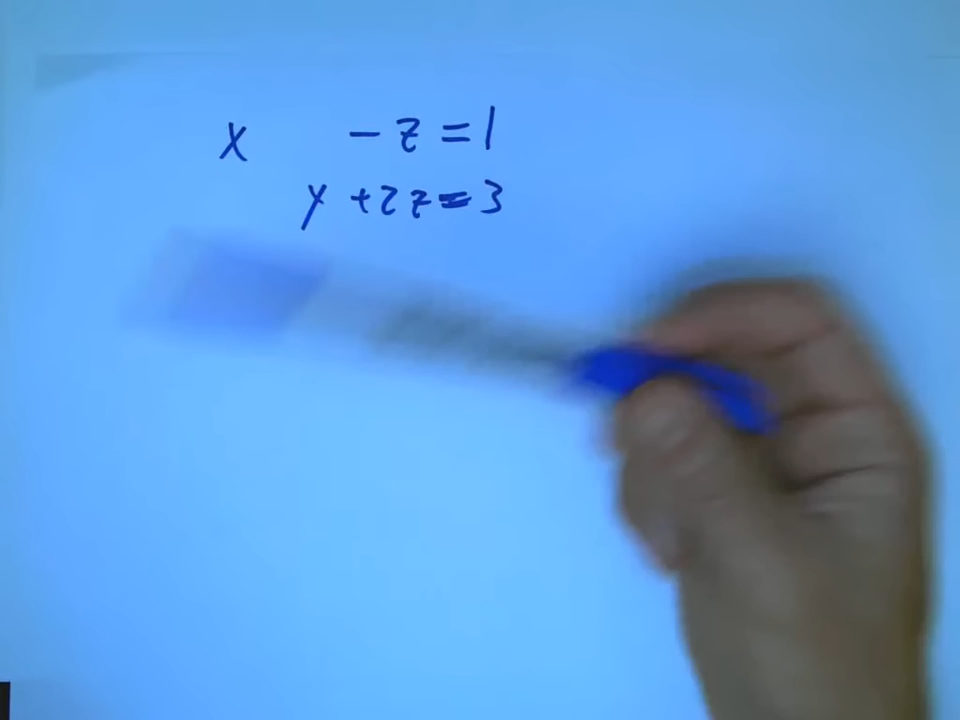 x - z = 1
y + 2z = 3